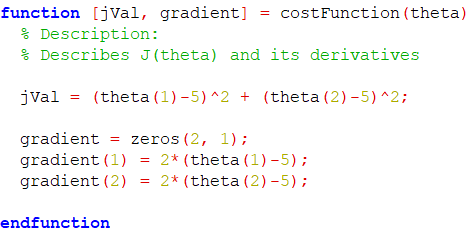 function [jVal, gradient] = costFunction(theta)
% Description:
% Describes J(theta) and its derivatives
jVal = (theta(1)-5)^2 + (theta(2)-5)^2;
gradient = zeros(2, 1);
gradient(1) = 2*(theta(1)-5);
gradient(2) = 2*(theta(2)-5);
endfunction